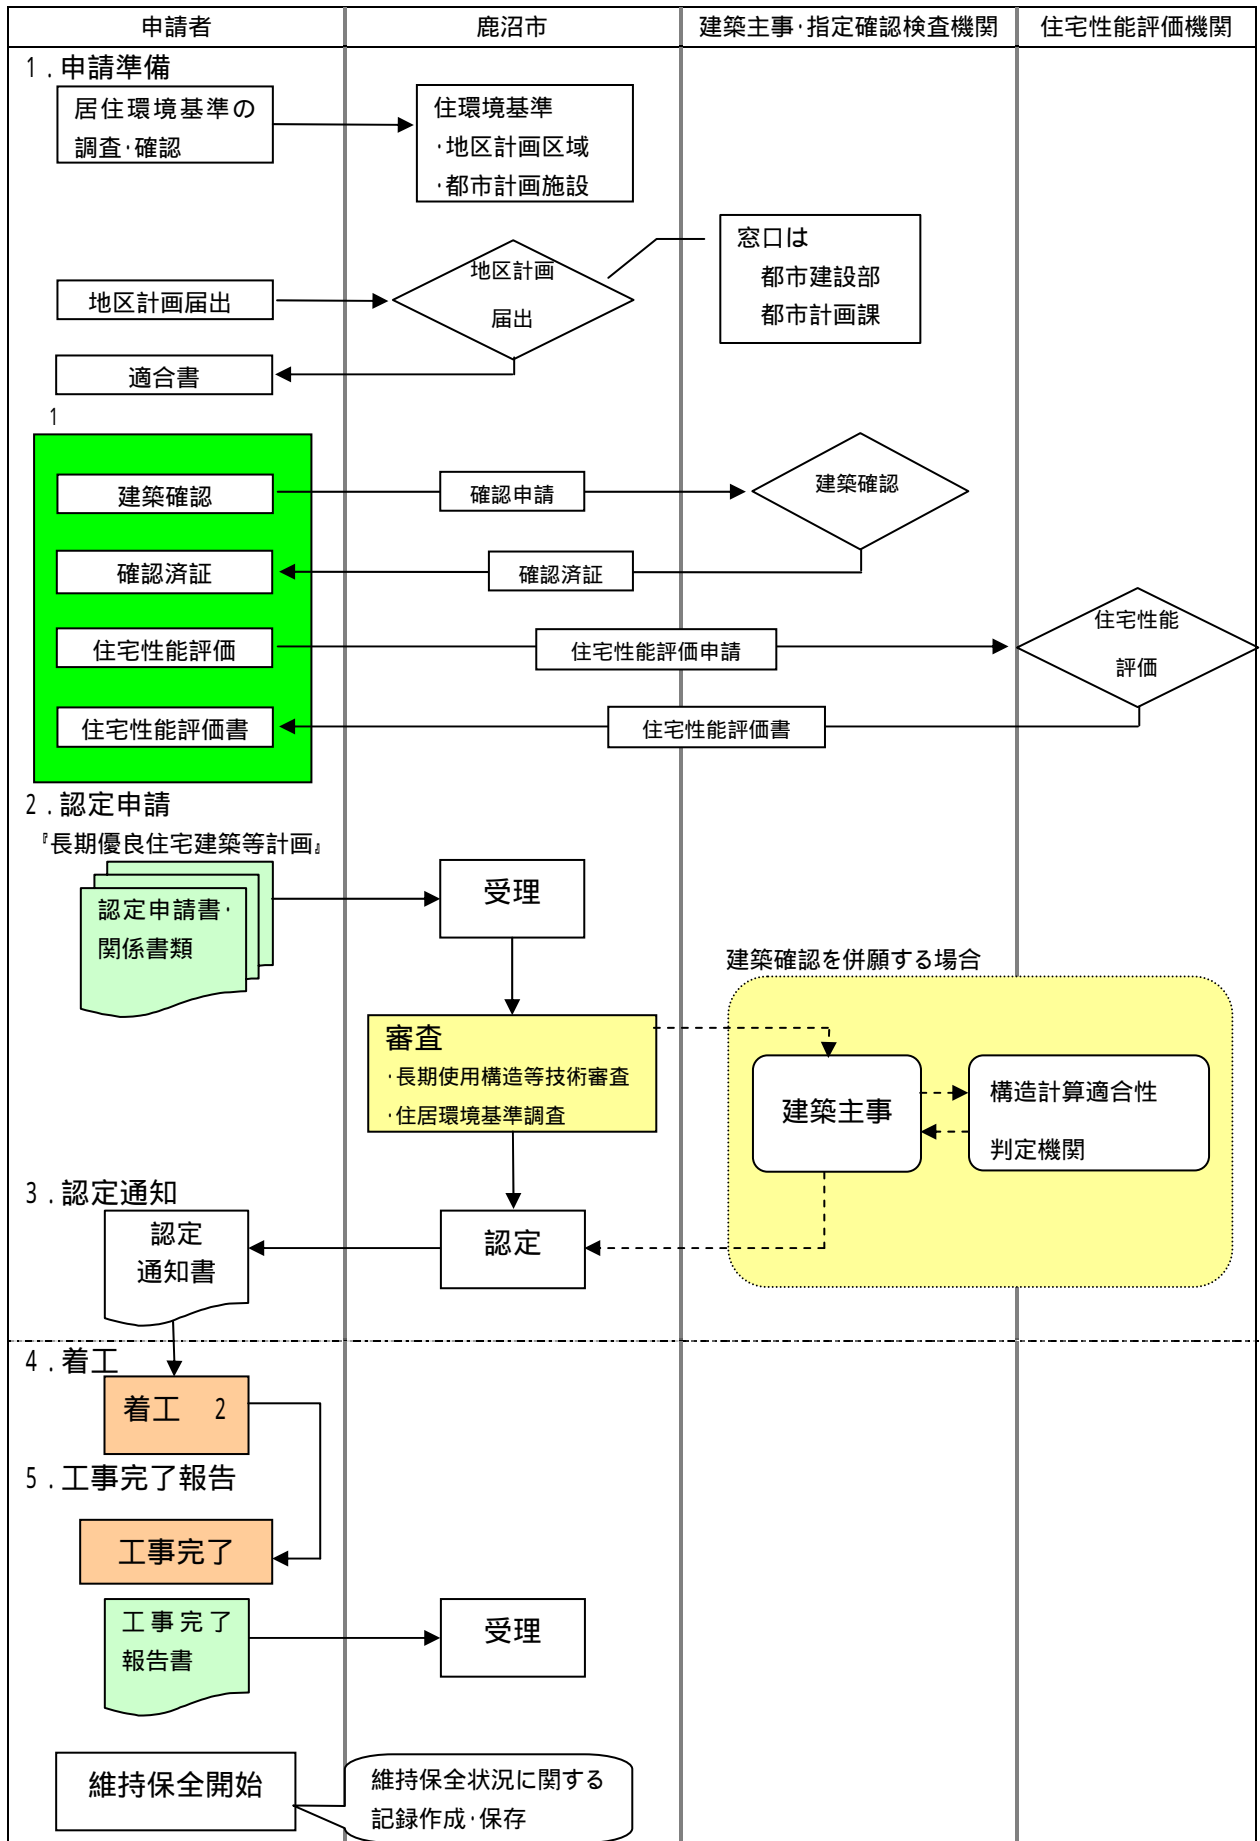 申請者
鹿沼市
建築主事･指定確認検査機関
住宅性能評価機関
1．申請準備
居住環境基準の
調査･確認
住環境基準
･地区計画区域
･都市計画施設
窓口は
都市建設部
都市計画課
地区計画届出
地区計画
届出
適合書
1
建築確認
確認申請
建築確認
確認済証
確認済証
住宅性能評価
住宅性能評価申請
住宅性能
評価
住宅性能評価書
住宅性能評価書
2．認定申請
『長期優良住宅建築等計画』
認定申請書･
関係書類
受理
建築確認を併願する場合
審査
･長期使用構造等技術審査
･住居環境基準調査
建築主事
構造計算適合性
判定機関
3．認定通知
認定
通知書
認定
4．着工
着工 2
5．工事完了報告
工事完了
工事完了
報告書
受理
維持保全開始
維持保全状況に関する
記録作成･保存